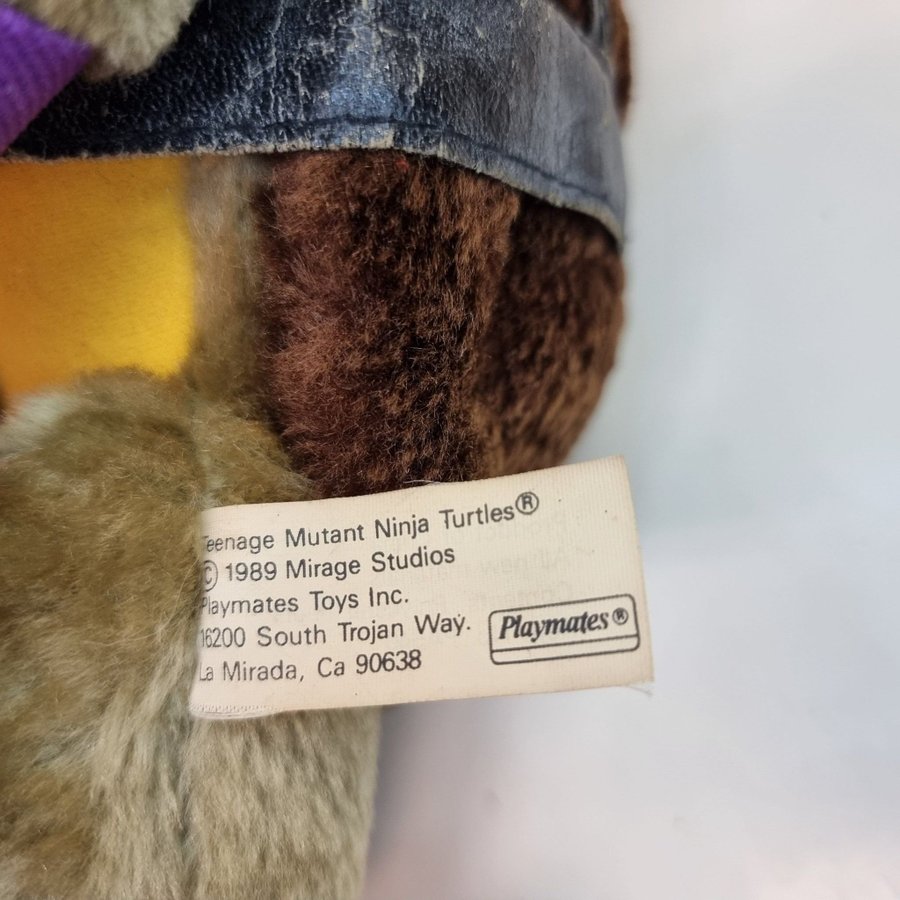 Teenage Mutant Ninja Turtles®
© 1989 Mirage Studios
Playmates Toys Inc.
16200 South Trojan Way.
La Mirada, Ca 90638
Playmates®